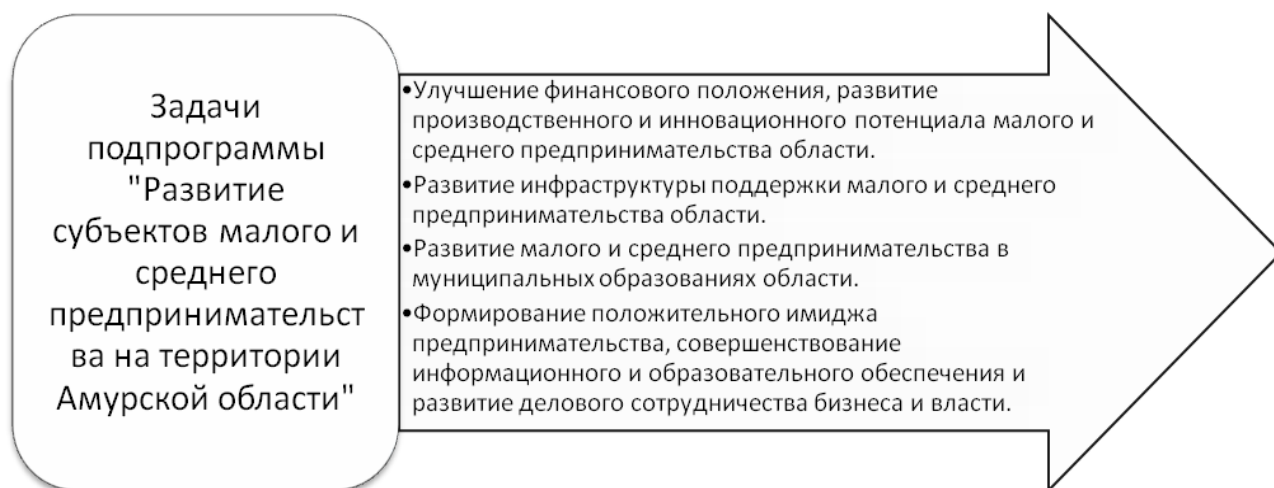 Задачи
подпрограммы
"Развитие
субъектов малого и
среднего
предпринимательст
ва на территории
Амурской области"
•Улучшение финансового положения, развитие
производственного и инновационного потенциала малого и
среднего предпринимательства области.
•Развитие инфраструктуры поддержки малого и среднего
предпринимательства области.
•Развитие малого и среднего предпринимательства в
муниципальных образованиях области.
•Формирование положительного имиджа
предпринимательства, совершенствование
информационного и образовательного обеспечения и
развитие делового сотрудничества бизнеса и власти.